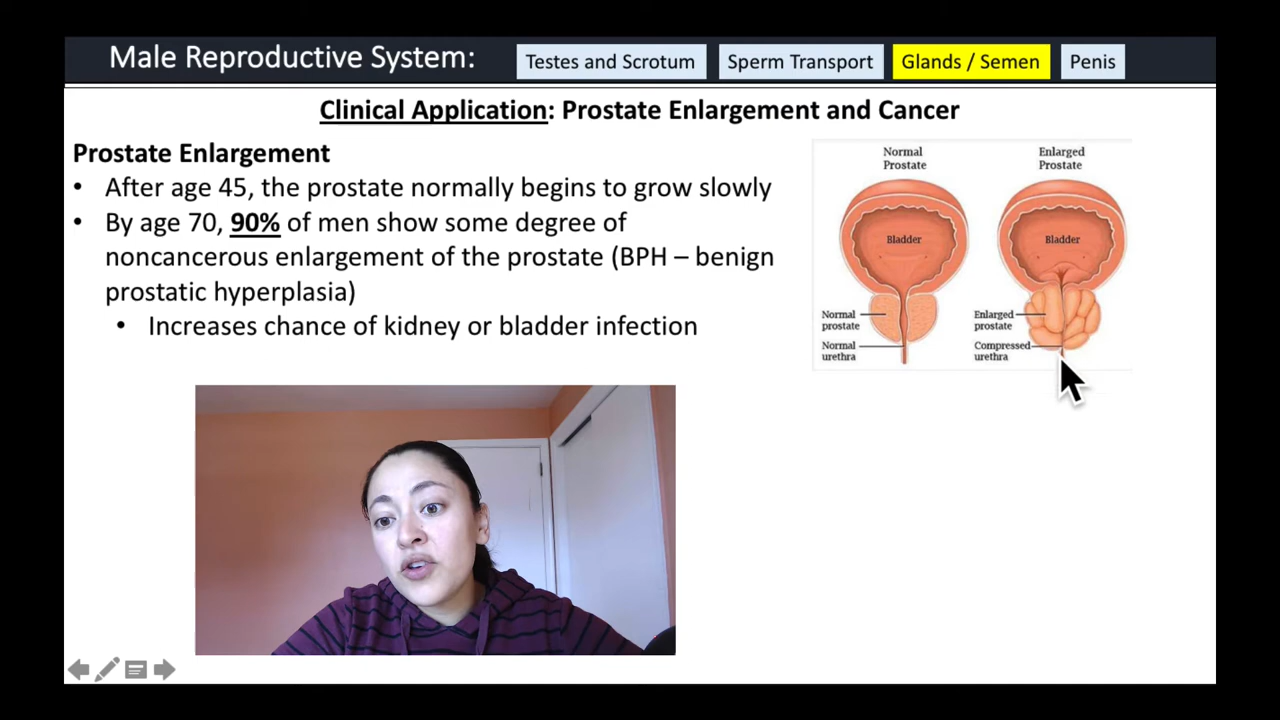 Male Reproductive System:
Testes and Scrotum
Sperm Transport
Glands / Semen
Penis
Clinical Application: Prostate Enlargement and Cancer
Prostate Enlargement
• After age 45, the prostate normally begins to grow slowly
• By age 70, 90% of men show some degree of
noncancerous enlargement of the prostate (BPH – benign
prostatic hyperplasia)
• Increases chance of kidney or bladder infection
Normal
Prostate
Bladder
Normal
prostate
Normal
urethra
Enlarged
Prostate
Bladder
Enlarged
prostate
Compressed
urethra